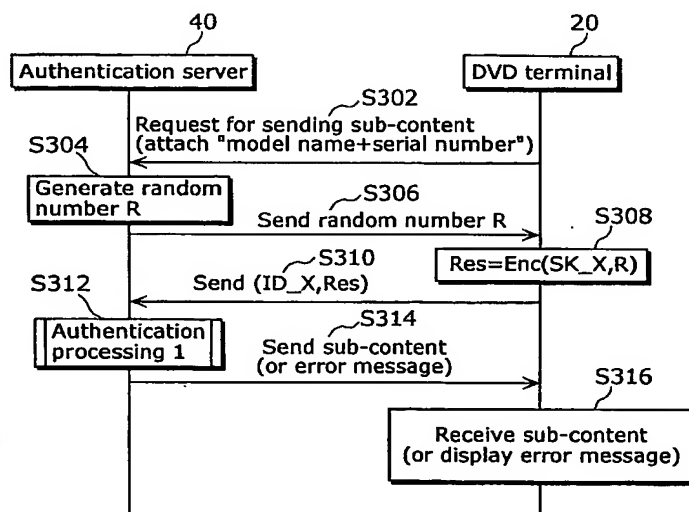 40
20
Authentication server
DVD terminal
S302
Request for sending sub-content
(attach "model name+serial number")
S304
Generate random
number R
S306
Send random number R
S308
Res=Enc(SK_X,R)
S310
Send (ID_X,Res)
S312
Authentication
processing 1
S314
Send sub-content
(or error message)
S316
Receive sub-content
(or display error message)